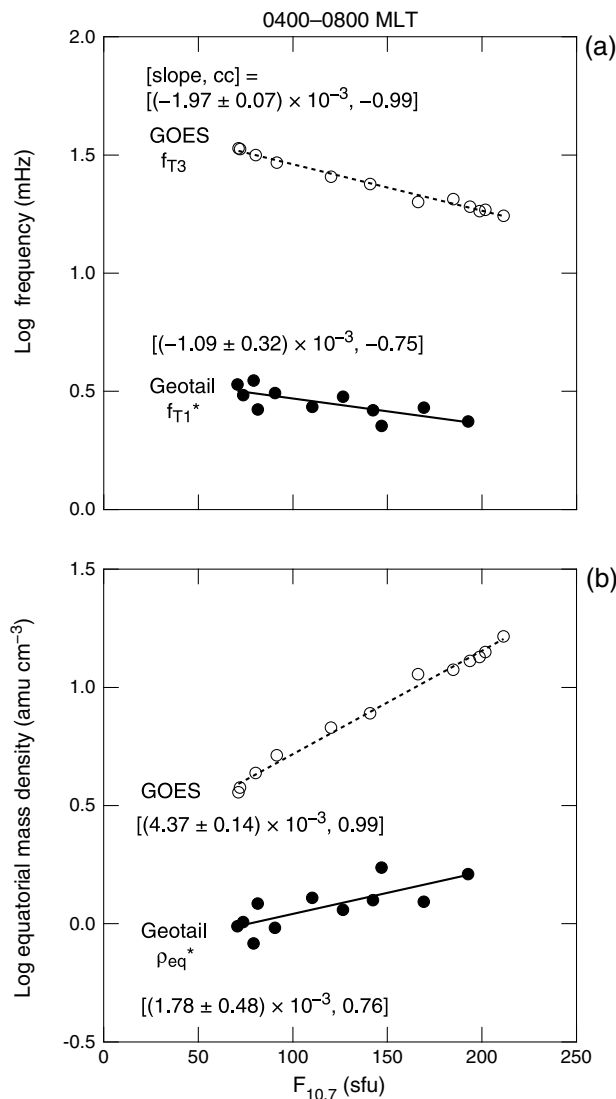 0400–0800 MLT
(a)
2.0
[slope, cc] =
[(−1.97 ± 0.07) × 10⁻³, -0.99]
GOES
f_T3
1.5
Log frequency (mHz)
1.0
[(−1.09 ± 0.32) × 10⁻³, −0.75]
Geotail
f_T1*
0.5
0.0
(b)
1.5
1.0
GOES
[(4.37 ± 0.14) × 10⁻³, 0.99]
0.5
Log equatorial mass density (amu cm⁻³)
Geotail
ρ_eq*
0.0
[(1.78 ± 0.48) × 10⁻³, 0.76]
-0.5
0 50 100 150 200 250
F_10.7 (sfu)